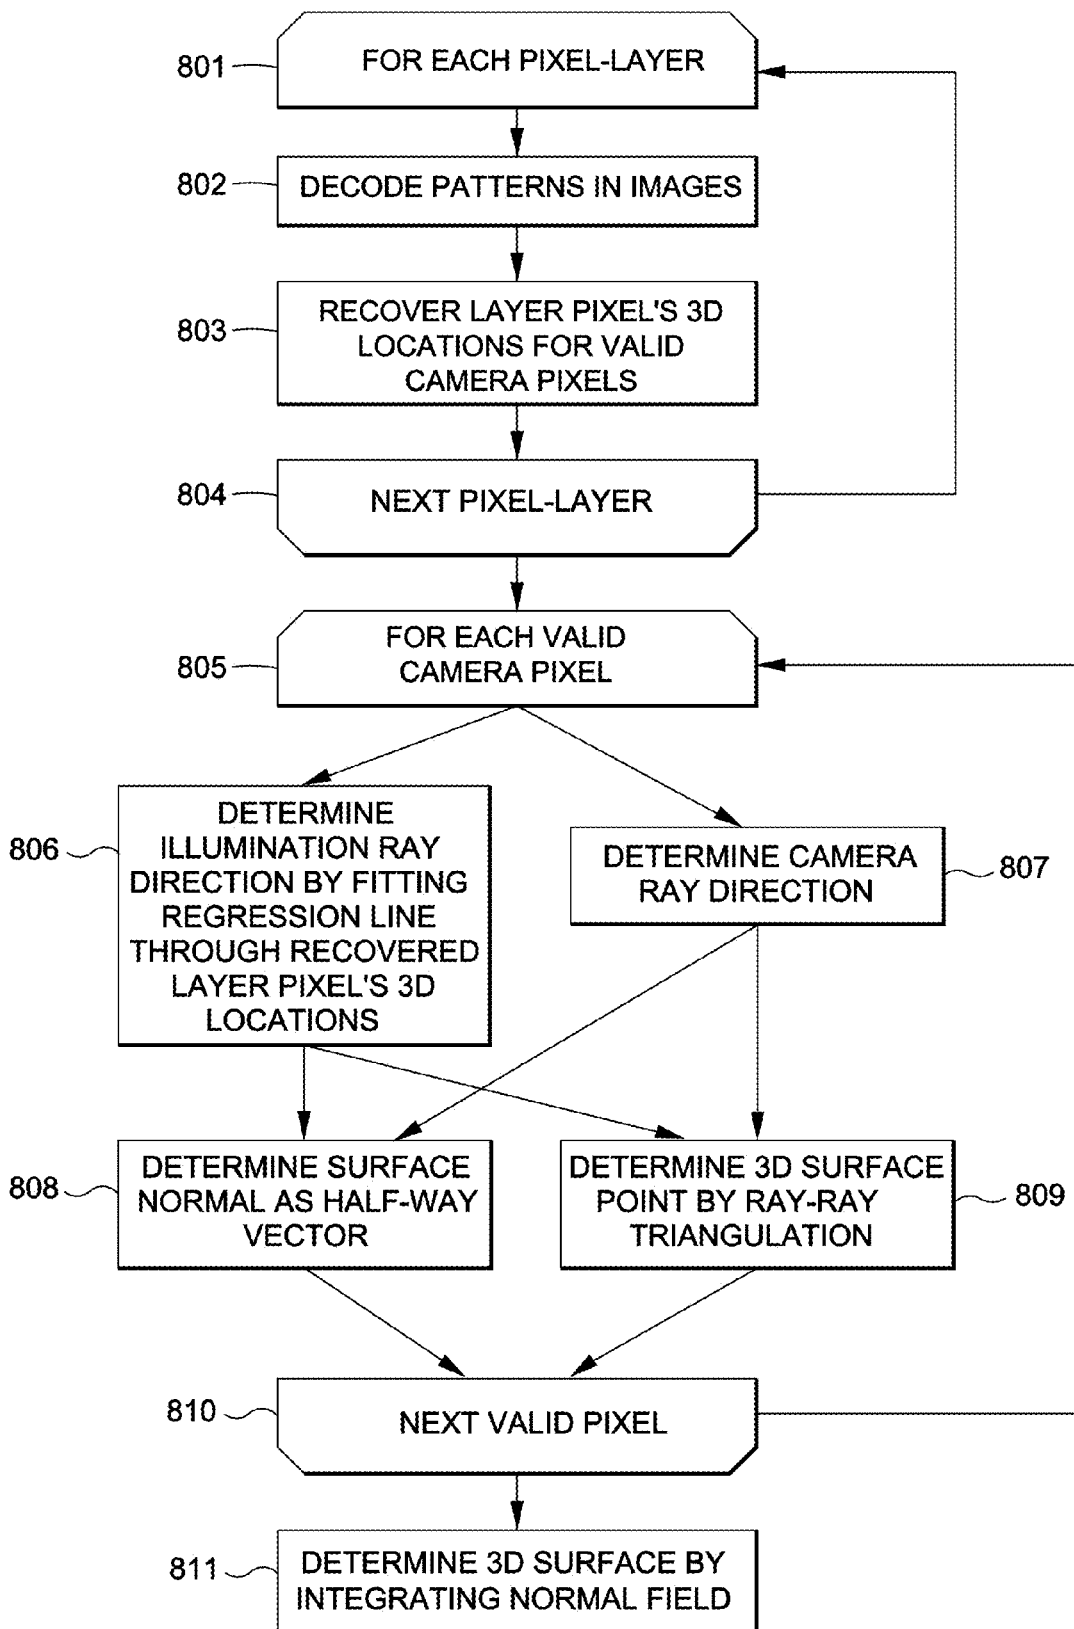 801
FOR EACH PIXEL-LAYER
802
DECODE PATTERNS IN IMAGES
803
RECOVER LAYER PIXEL'S 3D
LOCATIONS FOR VALID
CAMERA PIXELS
804
NEXT PIXEL-LAYER
805
FOR EACH VALID
CAMERA PIXEL
806
DETERMINE
ILLUMINATION RAY
DIRECTION BY FITTING
REGRESSION LINE
THROUGH RECOVERED
LAYER PIXEL'S 3D
LOCATIONS
DETERMINE CAMERA
RAY DIRECTION
807
808
DETERMINE SURFACE
NORMAL AS HALF-WAY
VECTOR
DETERMINE 3D SURFACE
POINT BY RAY-RAY
TRIANGULATION
809
810
NEXT VALID PIXEL
811
DETERMINE 3D SURFACE BY
INTEGRATING NORMAL FIELD